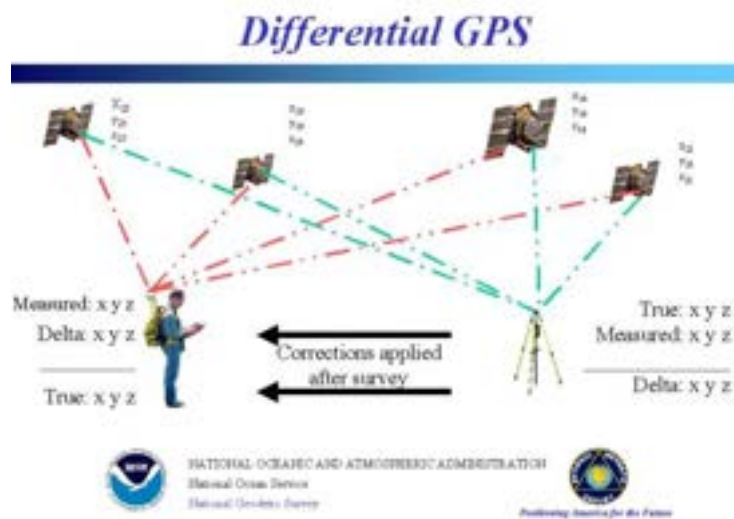 Differential GPS
Measured: x y z
Delta: x y z
True: x y z
Corrections applied
after survey
True: x y z
Measured: x y z
Delta: x y z
NATIONAL OCEANIC AND ATMOSPHERIC ADMINISTRATION
National Ocean Service
National Geodetic Survey
Positioning America for the Future